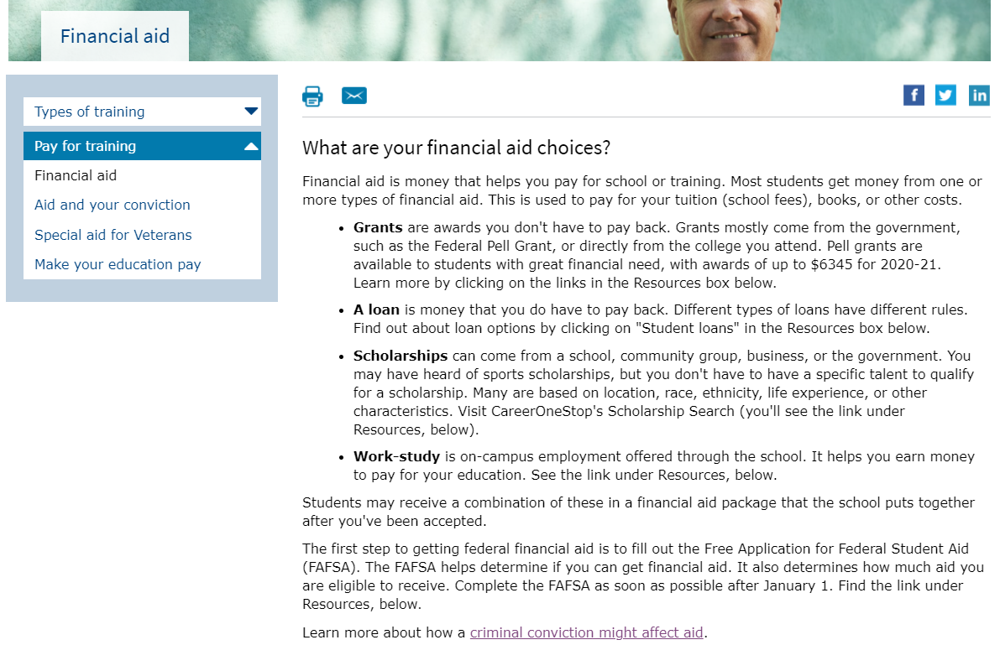 Financial aid
Types of training
Pay for training
Financial aid
Aid and your conviction
Special aid for Veterans
Make your education pay
What are your financial aid choices?
Financial aid is money that helps you pay for school or training. Most students get money from one or
more types of financial aid. This is used to pay for your tuition (school fees), books, or other costs.
• Grants are awards you don't have to pay back. Grants mostly come from the government,
such as the Federal Pell Grant, or directly from the college you attend. Pell grants are
available to students with great financial need, with awards of up to $6345 for 2020-21.
Learn more by clicking on the links in the Resources box below.
• A loan is money that you do have to pay back. Different types of loans have different rules.
Find out about loan options by clicking on "Student loans" in the Resources box below.
• Scholarships can come from a school, community group, business, or the government. You
may have heard of sports scholarships, but you don't have to have a specific talent to qualify
for a scholarship. Many are based on location, race, ethnicity, life experience, or other
characteristics. Visit CareerOneStop's Scholarship Search (you'll see the link under
Resources, below).
• Work-study is on-campus employment offered through the school. It helps you earn money
to pay for your education. See the link under Resources, below.
Students may receive a combination of these in a financial aid package that the school puts together
after you've been accepted.
The first step to getting federal financial aid is to fill out the Free Application for Federal Student Aid
(FAFSA). The FAFSA helps determine if you can get financial aid. It also determines how much aid you
are eligible to receive. Complete the FAFSA as soon as possible after January 1. Find the link under
Resources, below.
Learn more about how a criminal conviction might affect aid.